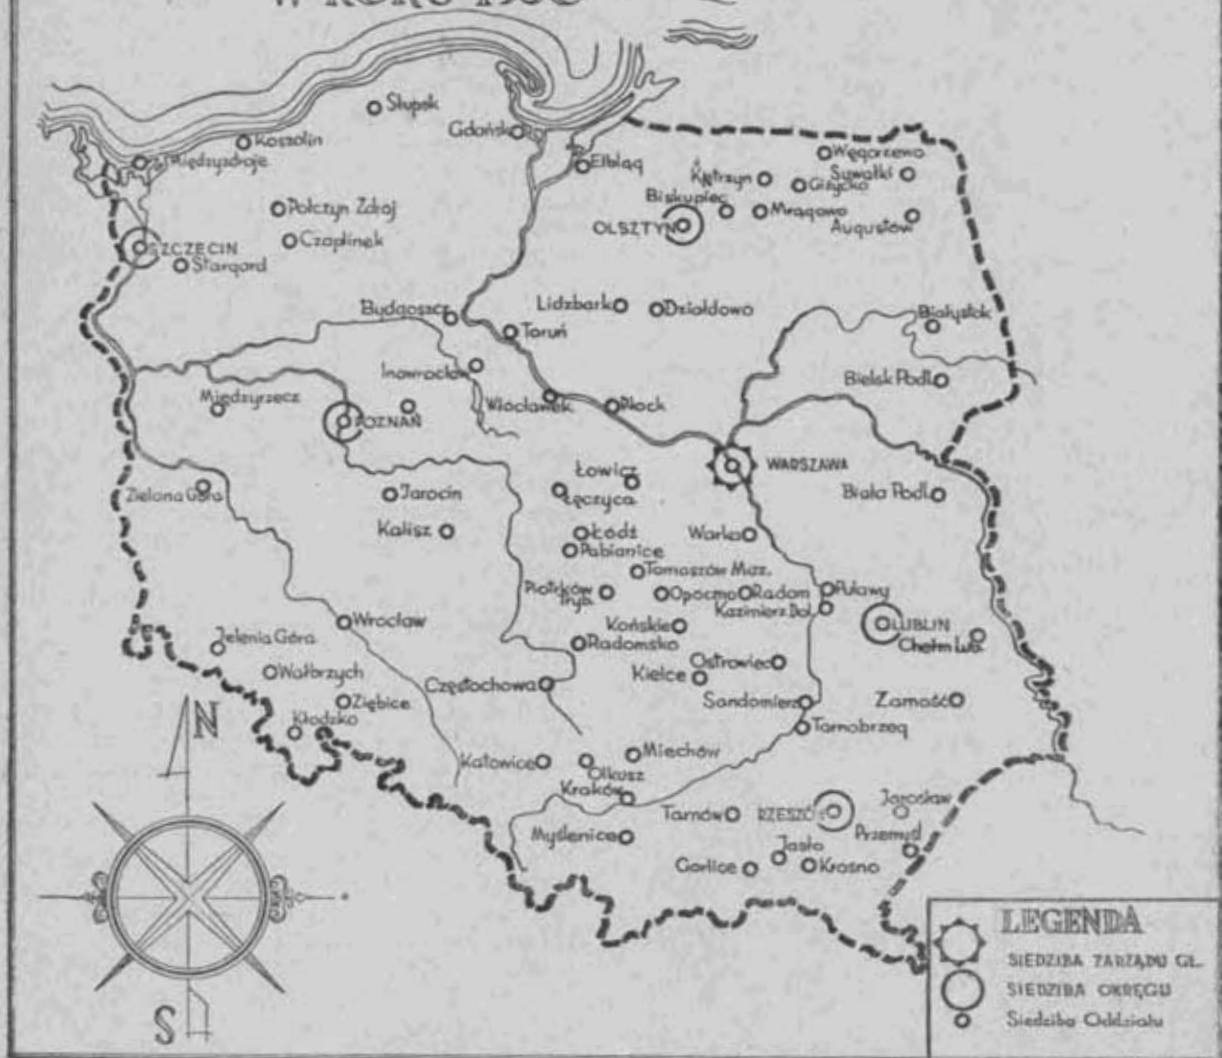 W ROKU
Słupsk
Koszalin
Gdańsk
Międzyzdroje
Elbląg
Węgorzewo
Kętrzyn
Giżycko
Suwałki
Biskupiec
Mrągowo
Augustów
OLSZTYN
Połczyn Zdrój
Czaplinek
SZCZECIN
Stargard
Lidzbark
Działdowo
Białystok
Bydgoszcz
Toruń
Inowrocław
Bielsk Podl.
Międzyrzecz
POZNAŃ
Włocławek
Płock
WARSZAWA
Łowicz
Łęczyca
Zielona Góra
Jarocin
Biała Podl.
Kalisz
Łódź
Warka
Pabianice
Tomaszów Maz.
Piotrków
Tryb.
Opoczno
Radom
Puławy
Kazimierz Dol.
Wrocław
Końskie
LUBLIN
Chełm Lub.
Jelenia Góra
Radomsko
Ostrowiec
Wałbrzych
Częstochowa
Kielce
Ziębice
Sandomierz
Zamość
Kłodzko
Tarnobrzeg
N
Katowice
Olkusz
Miechów
Kraków
Tarnów
RZESZÓW
Jarosław
Myślenice
Jasło
Przemyśl
Gorlice
Krosno
S
LEGENDA
SIEDZIBA ZARZĄDU GŁ.
SIEDZIBA OKRĘGU
Siedziba Oddziału